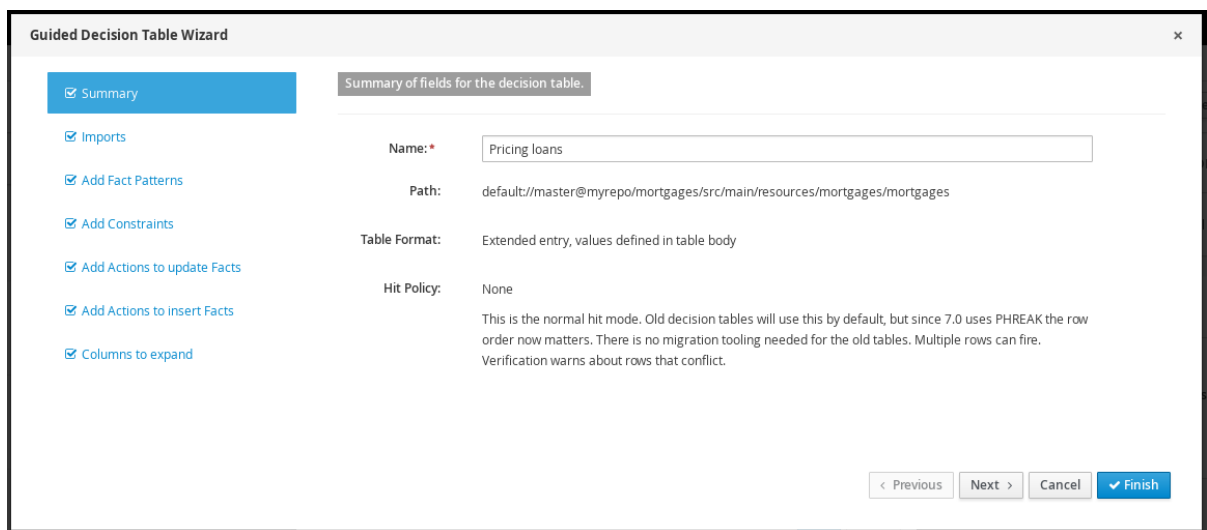 Guided Decision Table Wizard ×
Summary
Imports
Add Fact Patterns
Add Constraints
Add Actions to update Facts
Add Actions to insert Facts
Columns to expand
Summary of fields for the decision table.
Name:* Pricing loans
Path: default://master@myrepo/mortgages/src/main/resources/mortgages/mortgages
Table Format: Extended entry, values defined in table body
Hit Policy: None
This is the normal hit mode. Old decision tables will use this by default, but since 7.0 uses PHREAK the row
order now matters. There is no migration tooling needed for the old tables. Multiple rows can fire.
Verification warns about rows that conflict.
< Previous Next > Cancel Finish